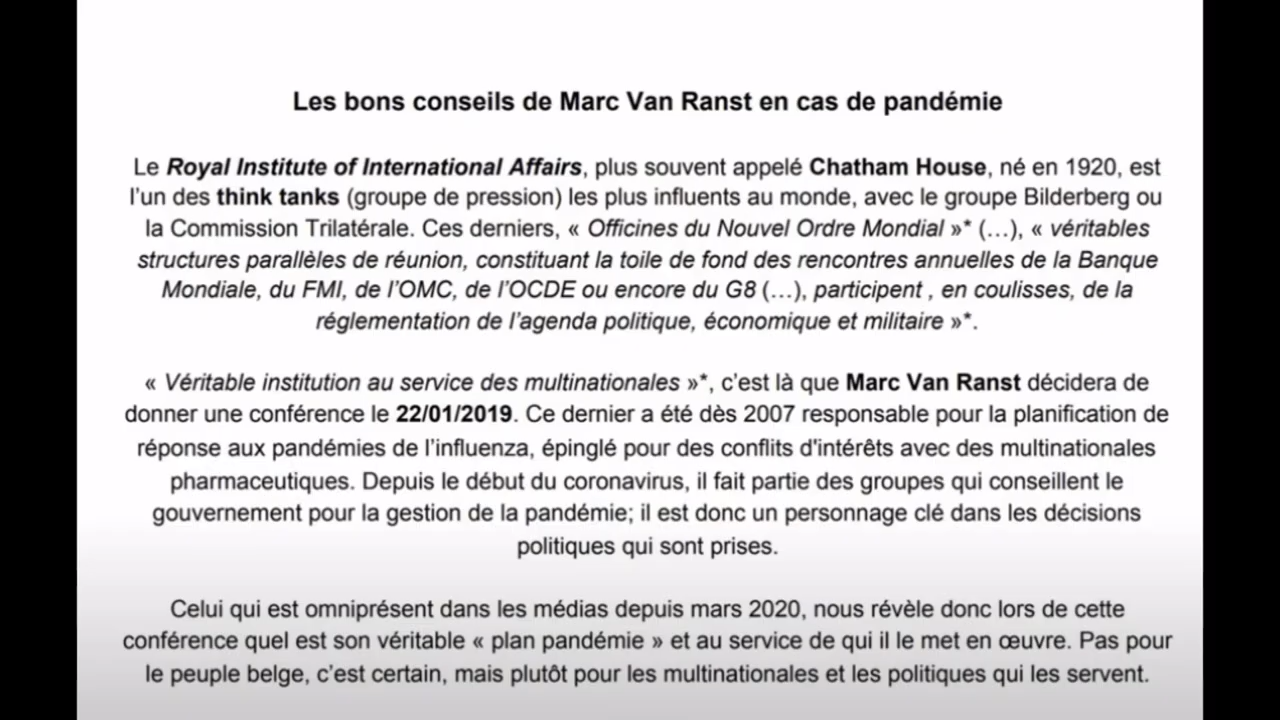 Les bons conseils de Marc Van Ranst en cas de pandémie
Le Royal Institute of International Affairs, plus souvent appelé Chatham House, né en 1920, est
l'un des think tanks (groupe de pression) les plus influents au monde, avec le groupe Bilderberg ou
la Commission Trilatérale. Ces derniers, « Officines du Nouvel Ordre Mondial »* (…), « véritables
structures parallèles de réunion, constituant la toile de fond des rencontres annuelles de la Banque
Mondiale, du FMI, de l'OMC, de l'OCDE ou encore du G8 (…), participent , en coulisses, de la
réglementation de l'agenda politique, économique et militaire »*.
« Véritable institution au service des multinationales »*, c'est là que Marc Van Ranst décidera de
donner une conférence le 22/01/2019. Ce dernier a été dès 2007 responsable pour la planification de
réponse aux pandémies de l'influenza, épinglé pour des conflits d'intérêts avec des multinationales
pharmaceutiques. Depuis le début du coronavirus, il fait partie des groupes qui conseillent le
gouvernement pour la gestion de la pandémie; il est donc un personnage clé dans les décisions
politiques qui sont prises.
Celui qui est omniprésent dans les médias depuis mars 2020, nous révèle donc lors de cette
conférence quel est son véritable « plan pandémie » et au service de qui il le met en œuvre. Pas pour
le peuple belge, c'est certain, mais plutôt pour les multinationales et les politiques qui les servent.